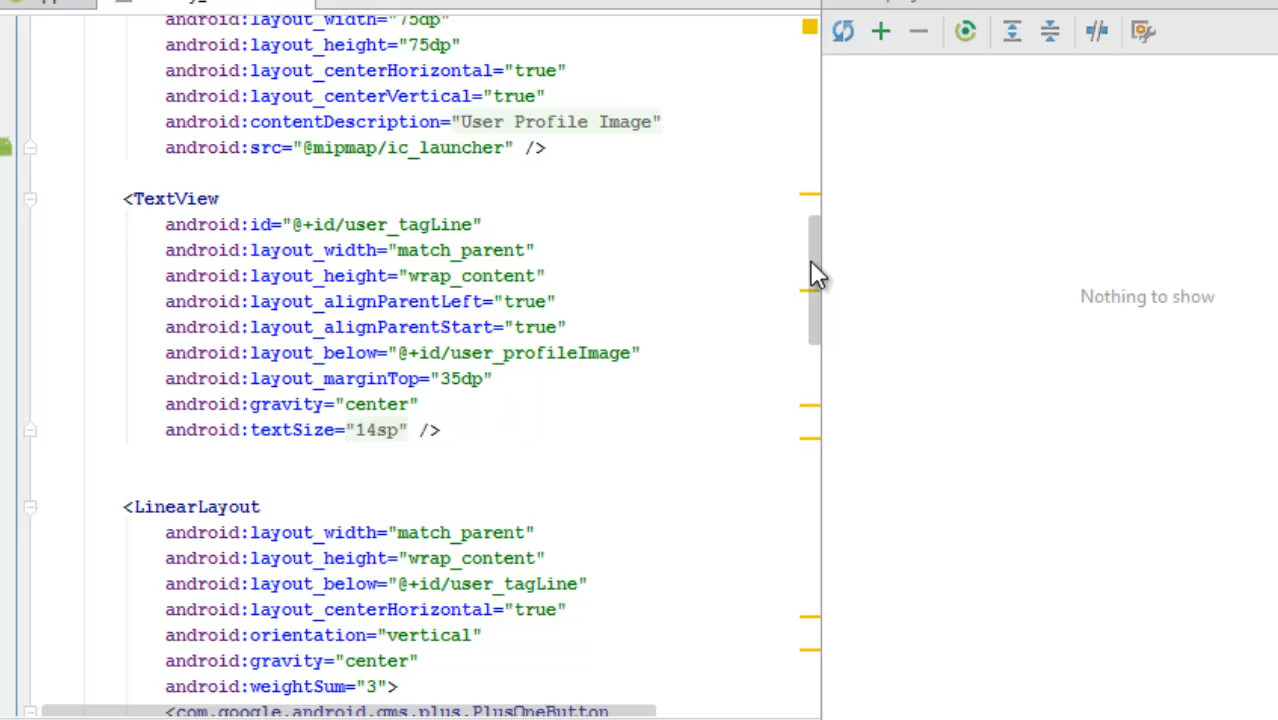 android:layout_width="75dp"
android:layout_height="75dp"
android:layout_centerHorizontal="true"
android:layout_centerVertical="true"
android:contentDescription="User Profile Image"
android:src="@mipmap/ic_launcher" />
<TextView
android:id="@+id/user_tagLine"
android:layout_width="match_parent"
android:layout_height="wrap_content"
android:layout_alignParentLeft="true"
android:layout_alignParentStart="true"
android:layout_below="@+id/user_profileImage"
android:layout_marginTop="35dp"
android:gravity="center"
android:textSize="14sp" />
<LinearLayout
android:layout_width="match_parent"
android:layout_height="wrap_content"
android:layout_below="@+id/user_tagLine"
android:layout_centerHorizontal="true"
android:orientation="vertical"
android:gravity="center"
android:weightSum="3">
<com.google.android.gms.plus.PlusOneButton
Nothing to show